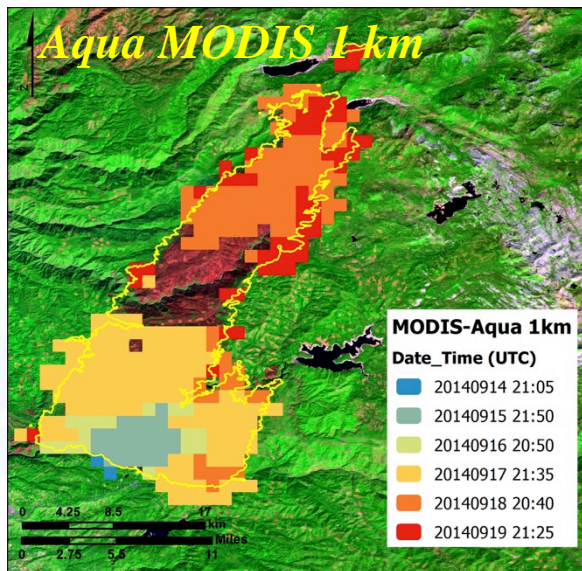 Aqua MODIS 1 km
N
MODIS-Aqua 1km
Date_Time (UTC)
20140914 21:05
20140915 21:50
20140916 20:50
20140917 21:35
20140918 20:40
20140919 21:25
0 4.25 8.5 17
km
Miles
0 2.75 5.5 11